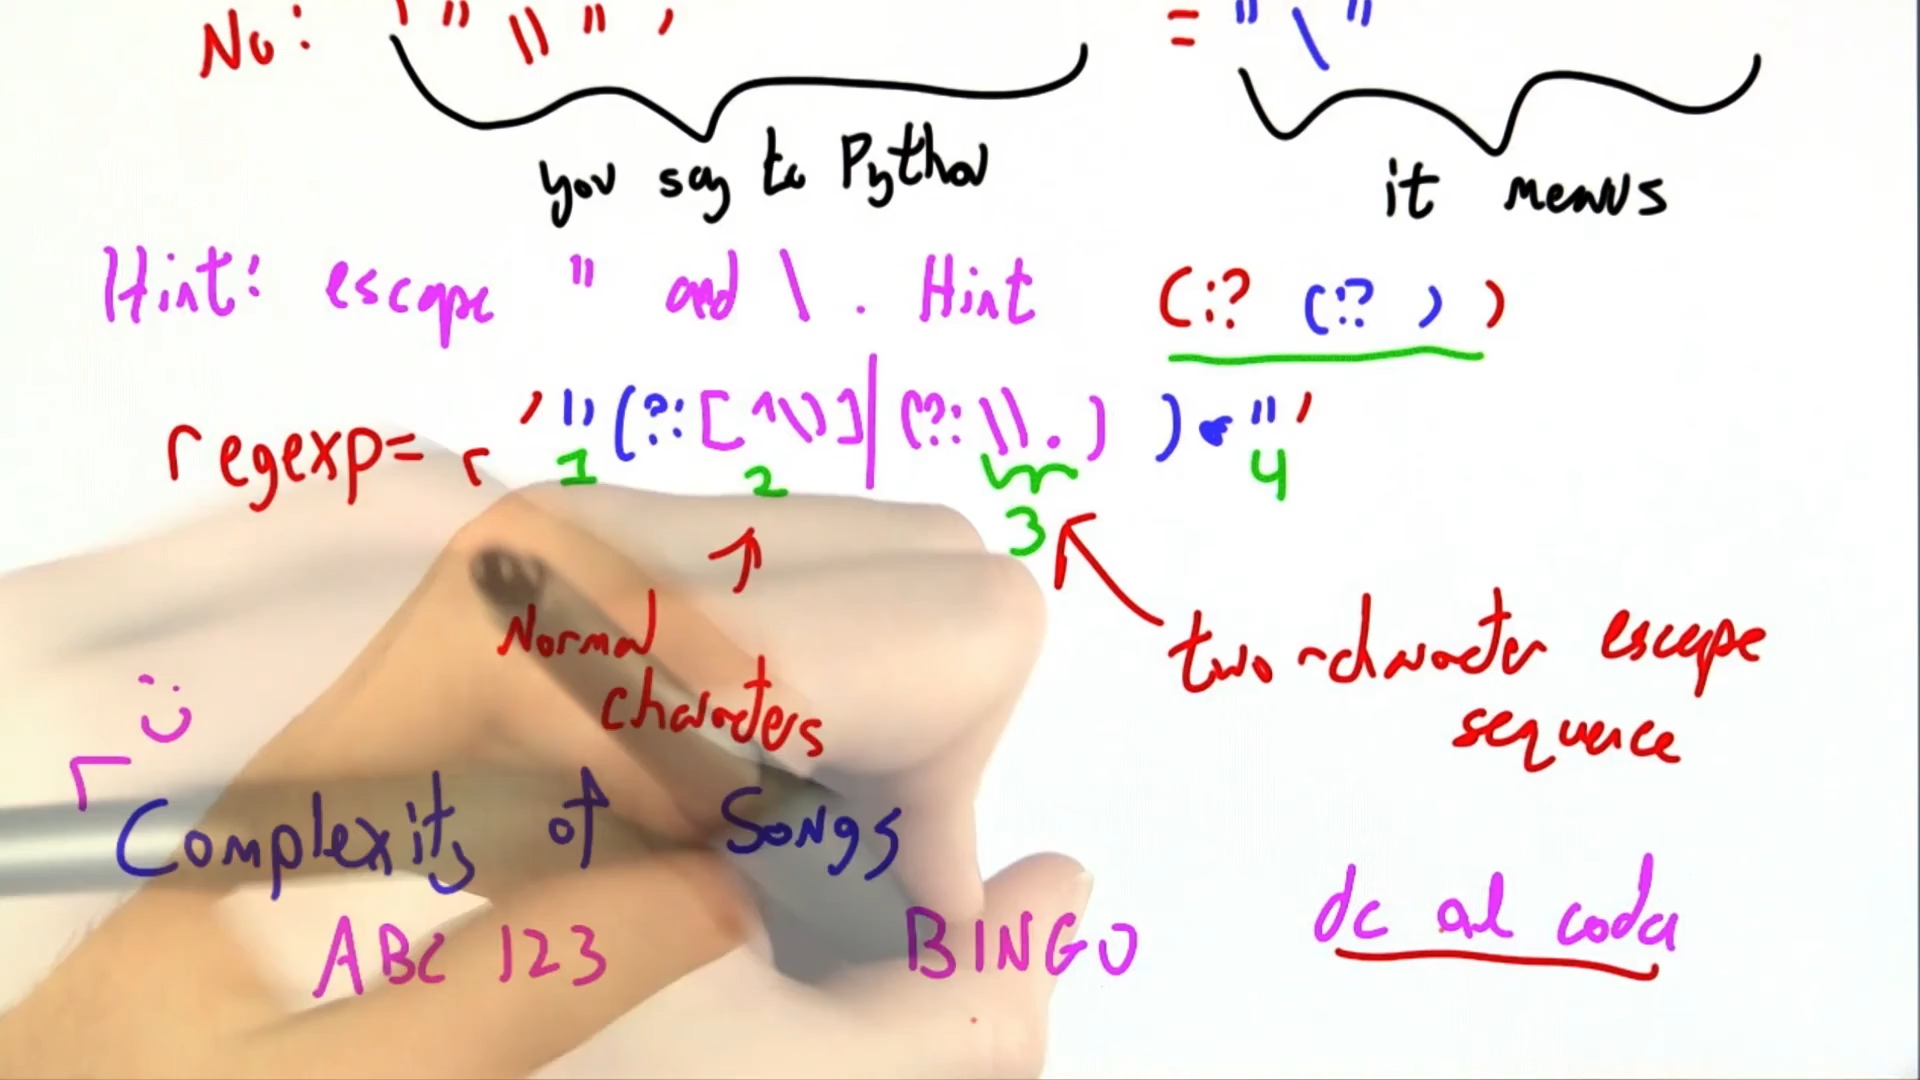 No: ' " \\ " ' = " \ "
you say to Python it means
Hint: escape " and \ . Hint (:? (:? ) )
regexp = r '"(?:[^\\]|(?:\\.))*"'
1 2 3 4
Normal characters
two-character escape sequence
Complexity of Songs
ABC 123 BINGO dc al coda